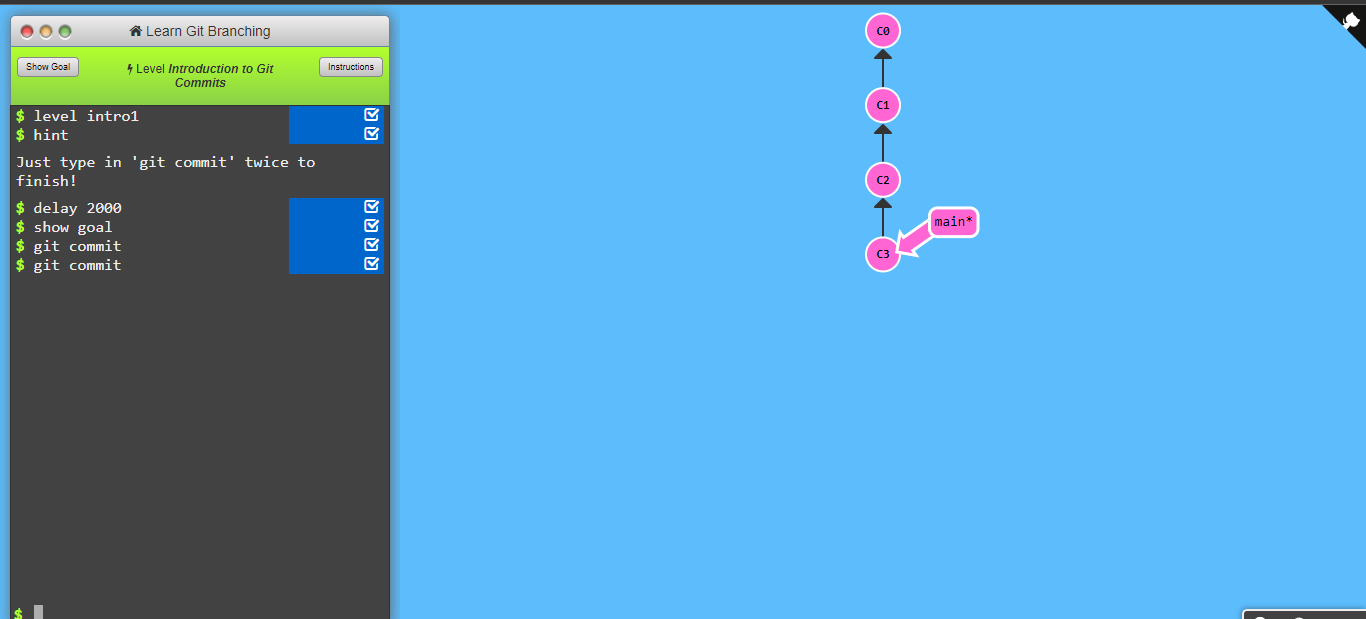 Learn Git Branching
Show Goal
Level Introduction to Git
Commits
Instructions
$ level intro1
$ hint
Just type in 'git commit' twice to
finish!
$ delay 2000
$ show goal
$ git commit
$ git commit
$
C0
C1
C2
main*
C3